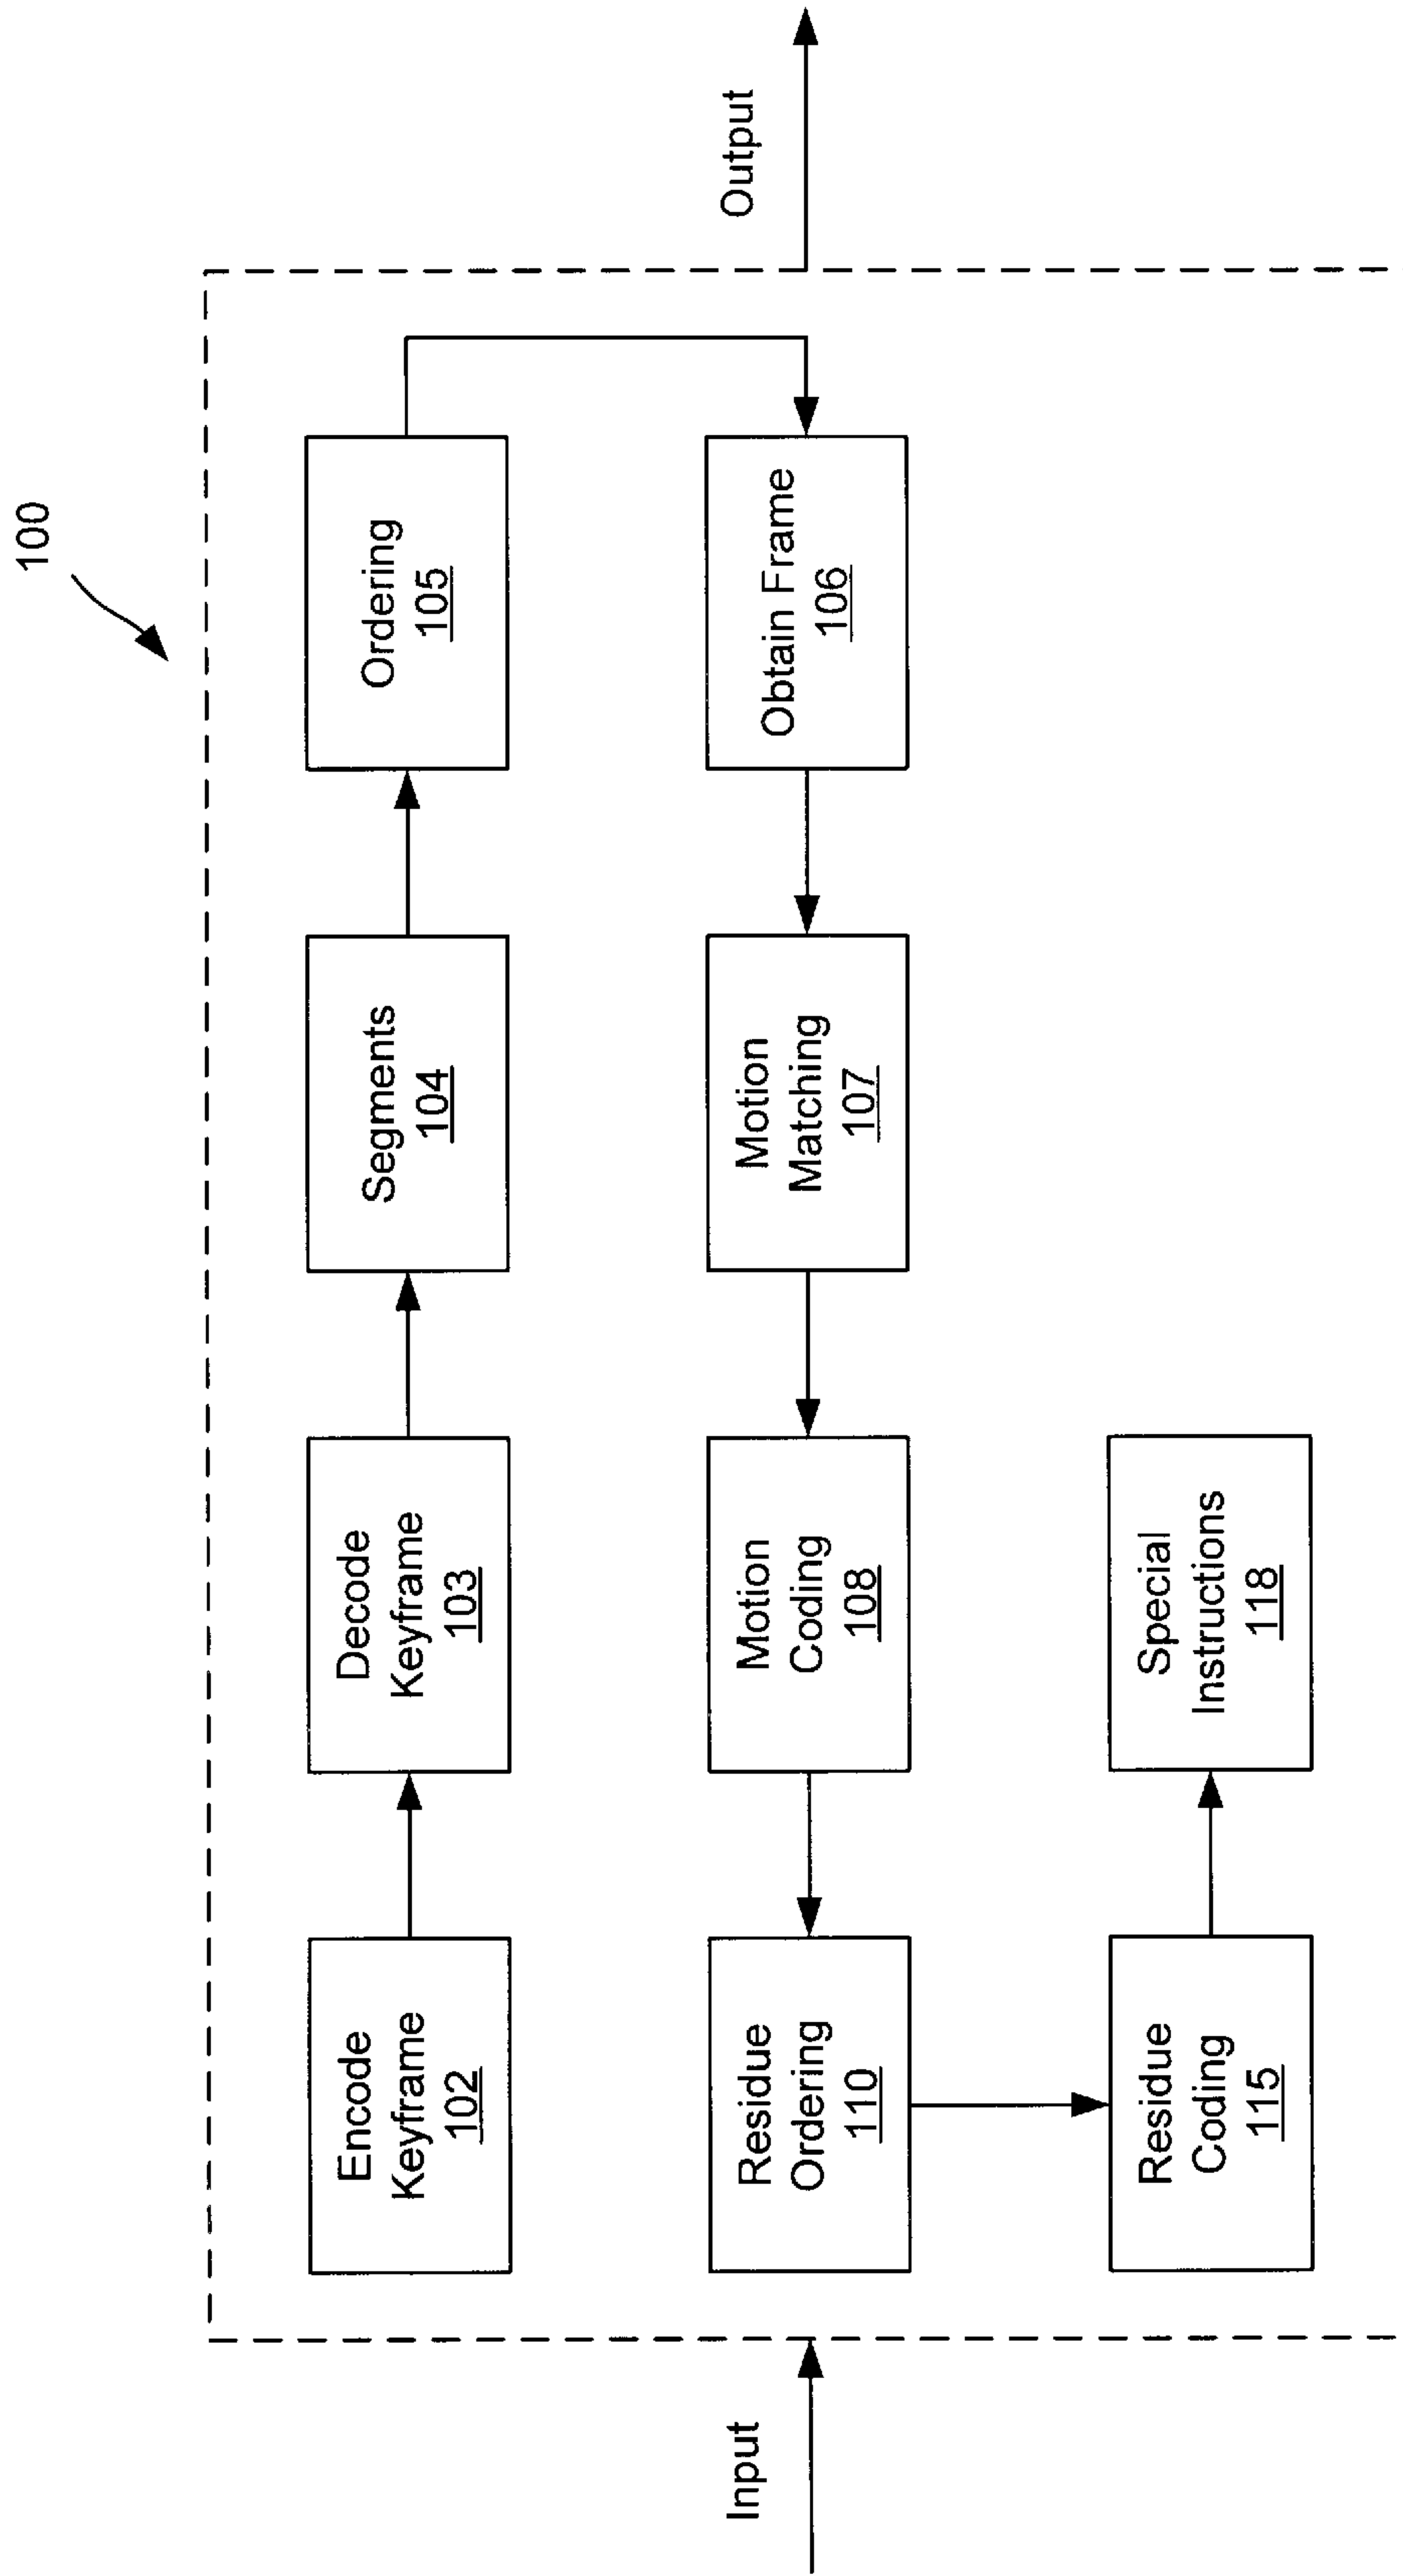 100
Encode
Keyframe
102
Decode
Keyframe
103
Segments
104
Ordering
105
Input
Output
Residue
Ordering
110
Motion
Coding
108
Motion
Matching
107
Obtain Frame
106
Residue
Coding
115
Special
Instructions
118